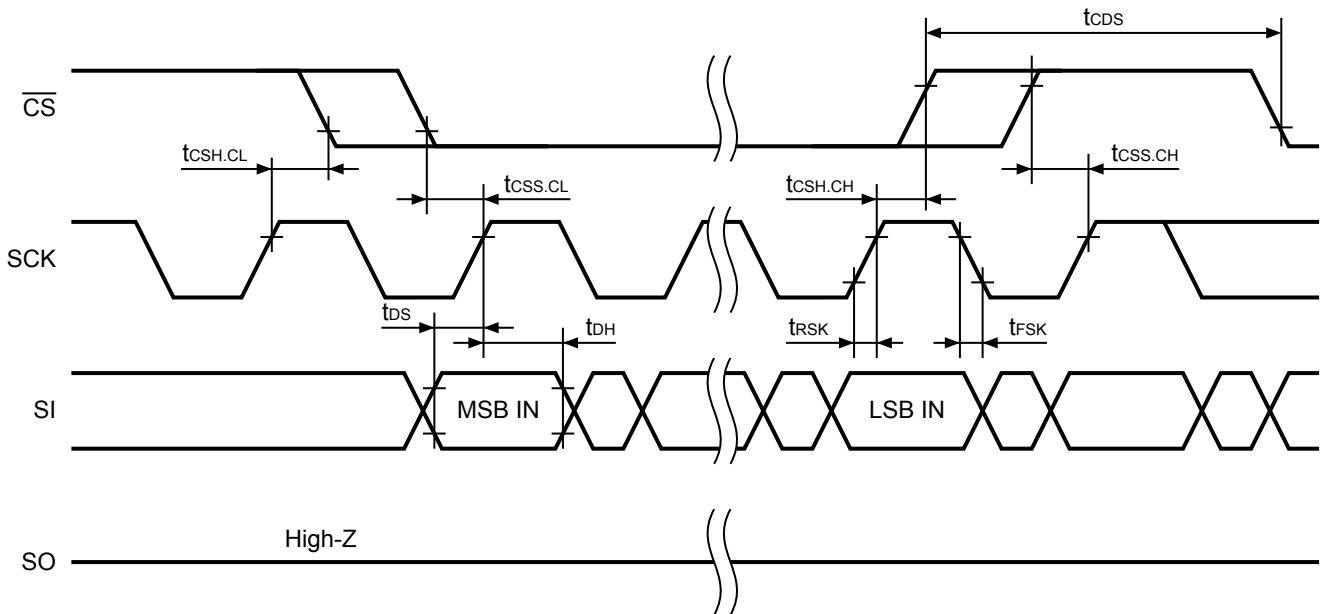 tCDS
CS
tCSH.CL
tCSS.CL
tCSH.CH
tCSS.CH
SCK
tDS
tDH
tRSK
tFSK
SI
MSB IN
LSB IN
High-Z
SO